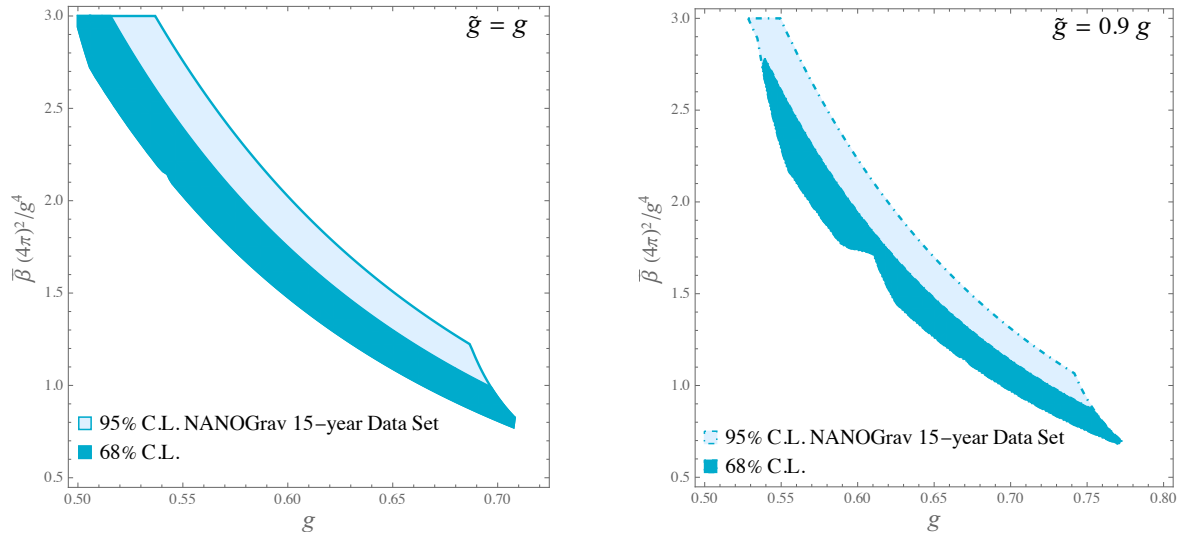 g̃ = g
3.0
2.5
2.0
1.5
1.0
0.5
β̅ (4π)²/g⁴
95% C.L. NANOGrav 15−year Data Set
68% C.L.
0.50
0.55
0.60
0.65
0.70
g
g̃ = 0.9 g
3.0
2.5
2.0
1.5
1.0
0.5
β̅ (4π)²/g⁴
95% C.L. NANOGrav 15−year Data Set
68% C.L.
0.50
0.55
0.60
0.65
0.70
0.75
0.80
g